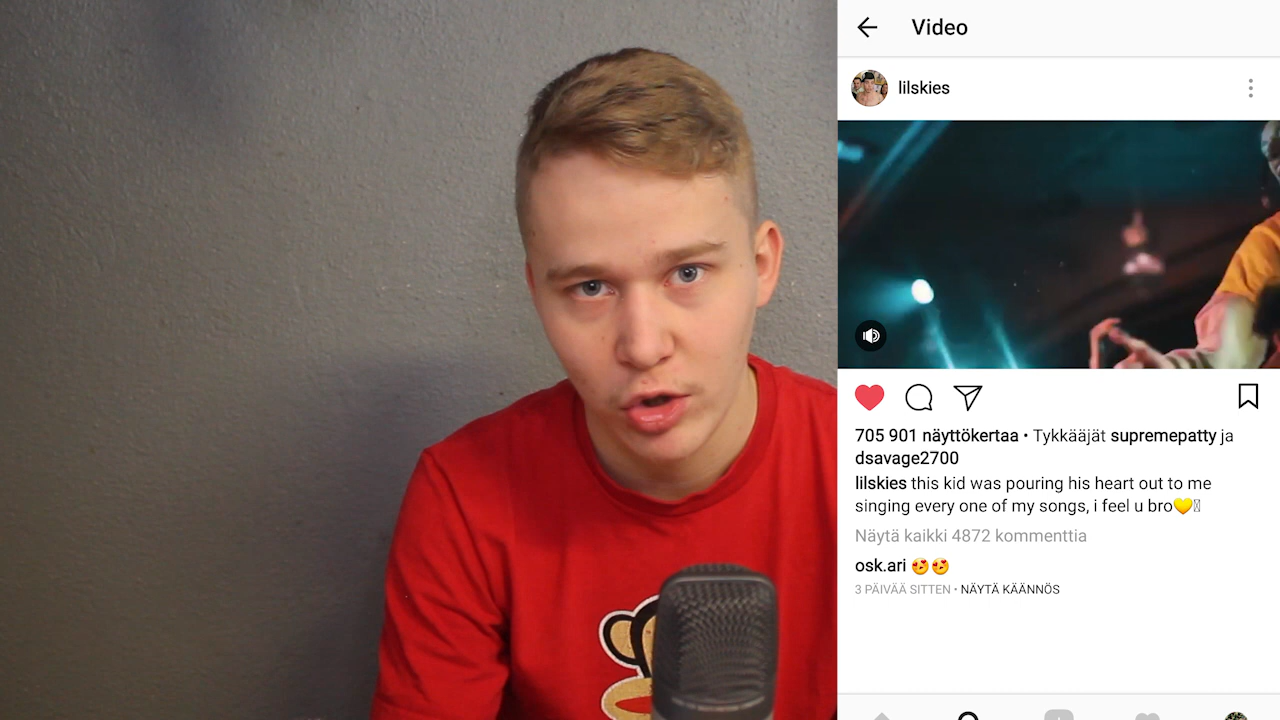 Video
lilskies
705 901 näyttökertaa • Tykkääjät supremepatty ja
dsavage2700
lilskies this kid was pouring his heart out to me
singing every one of my songs, i feel u bro💛
Näytä kaikki 4872 kommenttia
osk.ari 😍😍
3 PÄIVÄÄ SITTEN • NÄYTÄ KÄÄNNÖS